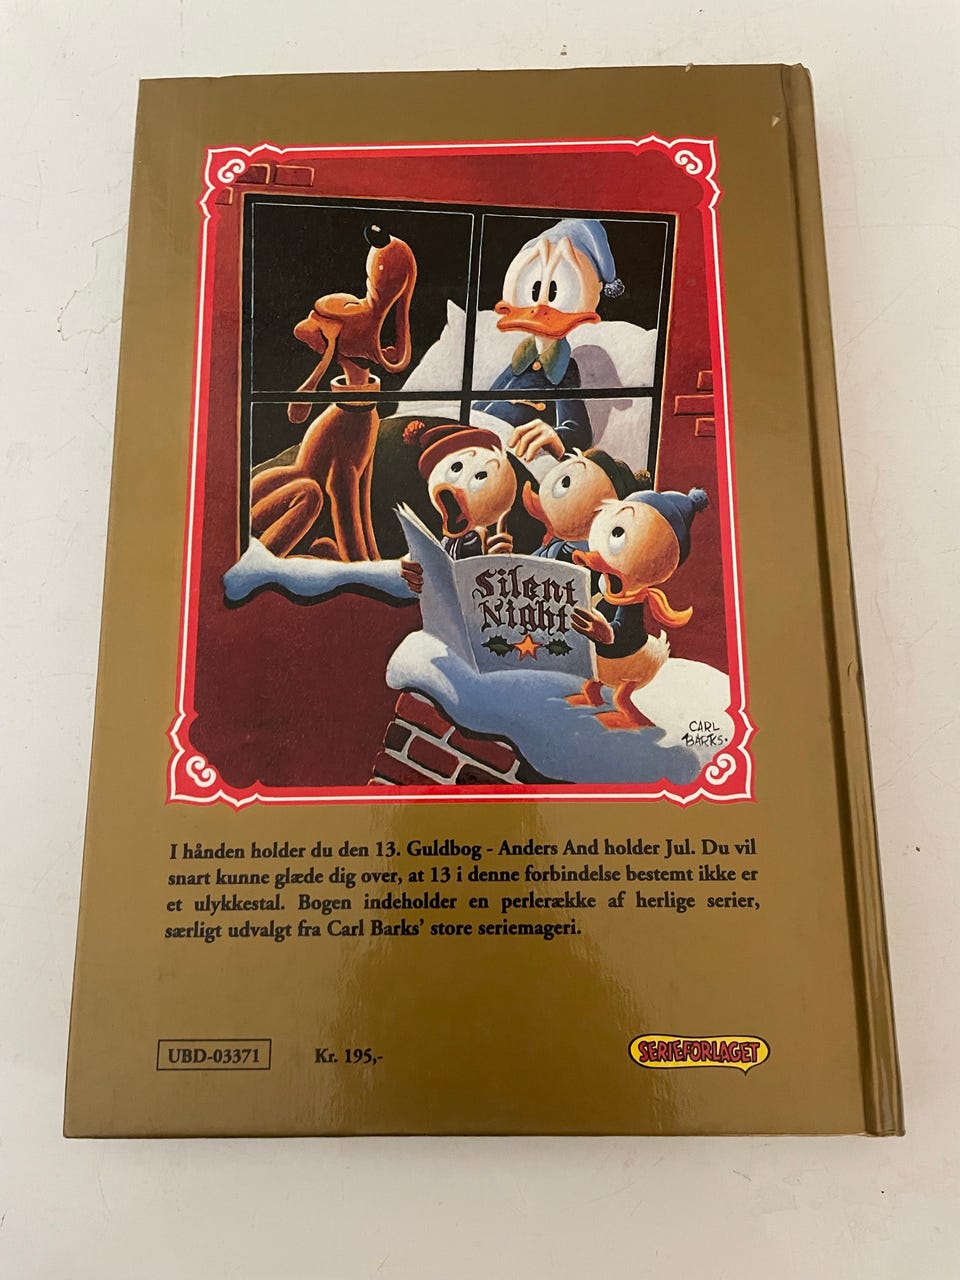 Silent
Night
CARL
BARKS.
I hånden holder du den 13. Guldbog - Anders And holder Jul. Du vil
snart kunne glæde dig over, at 13 i denne forbindelse bestemt ikke er
et ulykkestal. Bogen indeholder en perlerække af herlige serier,
særligt udvalgt fra Carl Barks' store seriemageri.
UBD-03371 Kr. 195,- SERIEFORLAGET